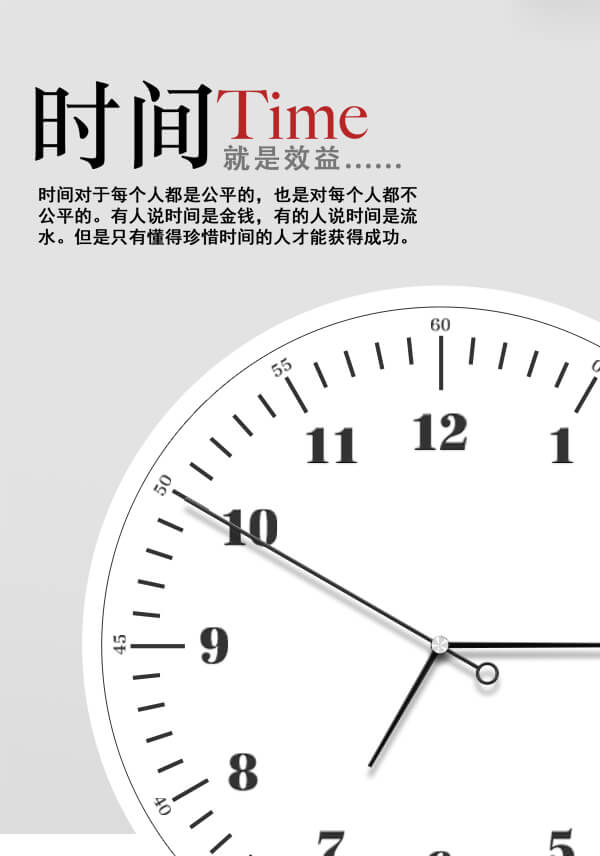 时间Time
就是效益......
时间对于每个人都是公平的，也是对每个人都不
公平的。有人说时间是金钱，有的人说时间是流
水。但是只有懂得珍惜时间的人才能获得成功。
60
55
12
11
1
50
10
45
9
8
40
7
5